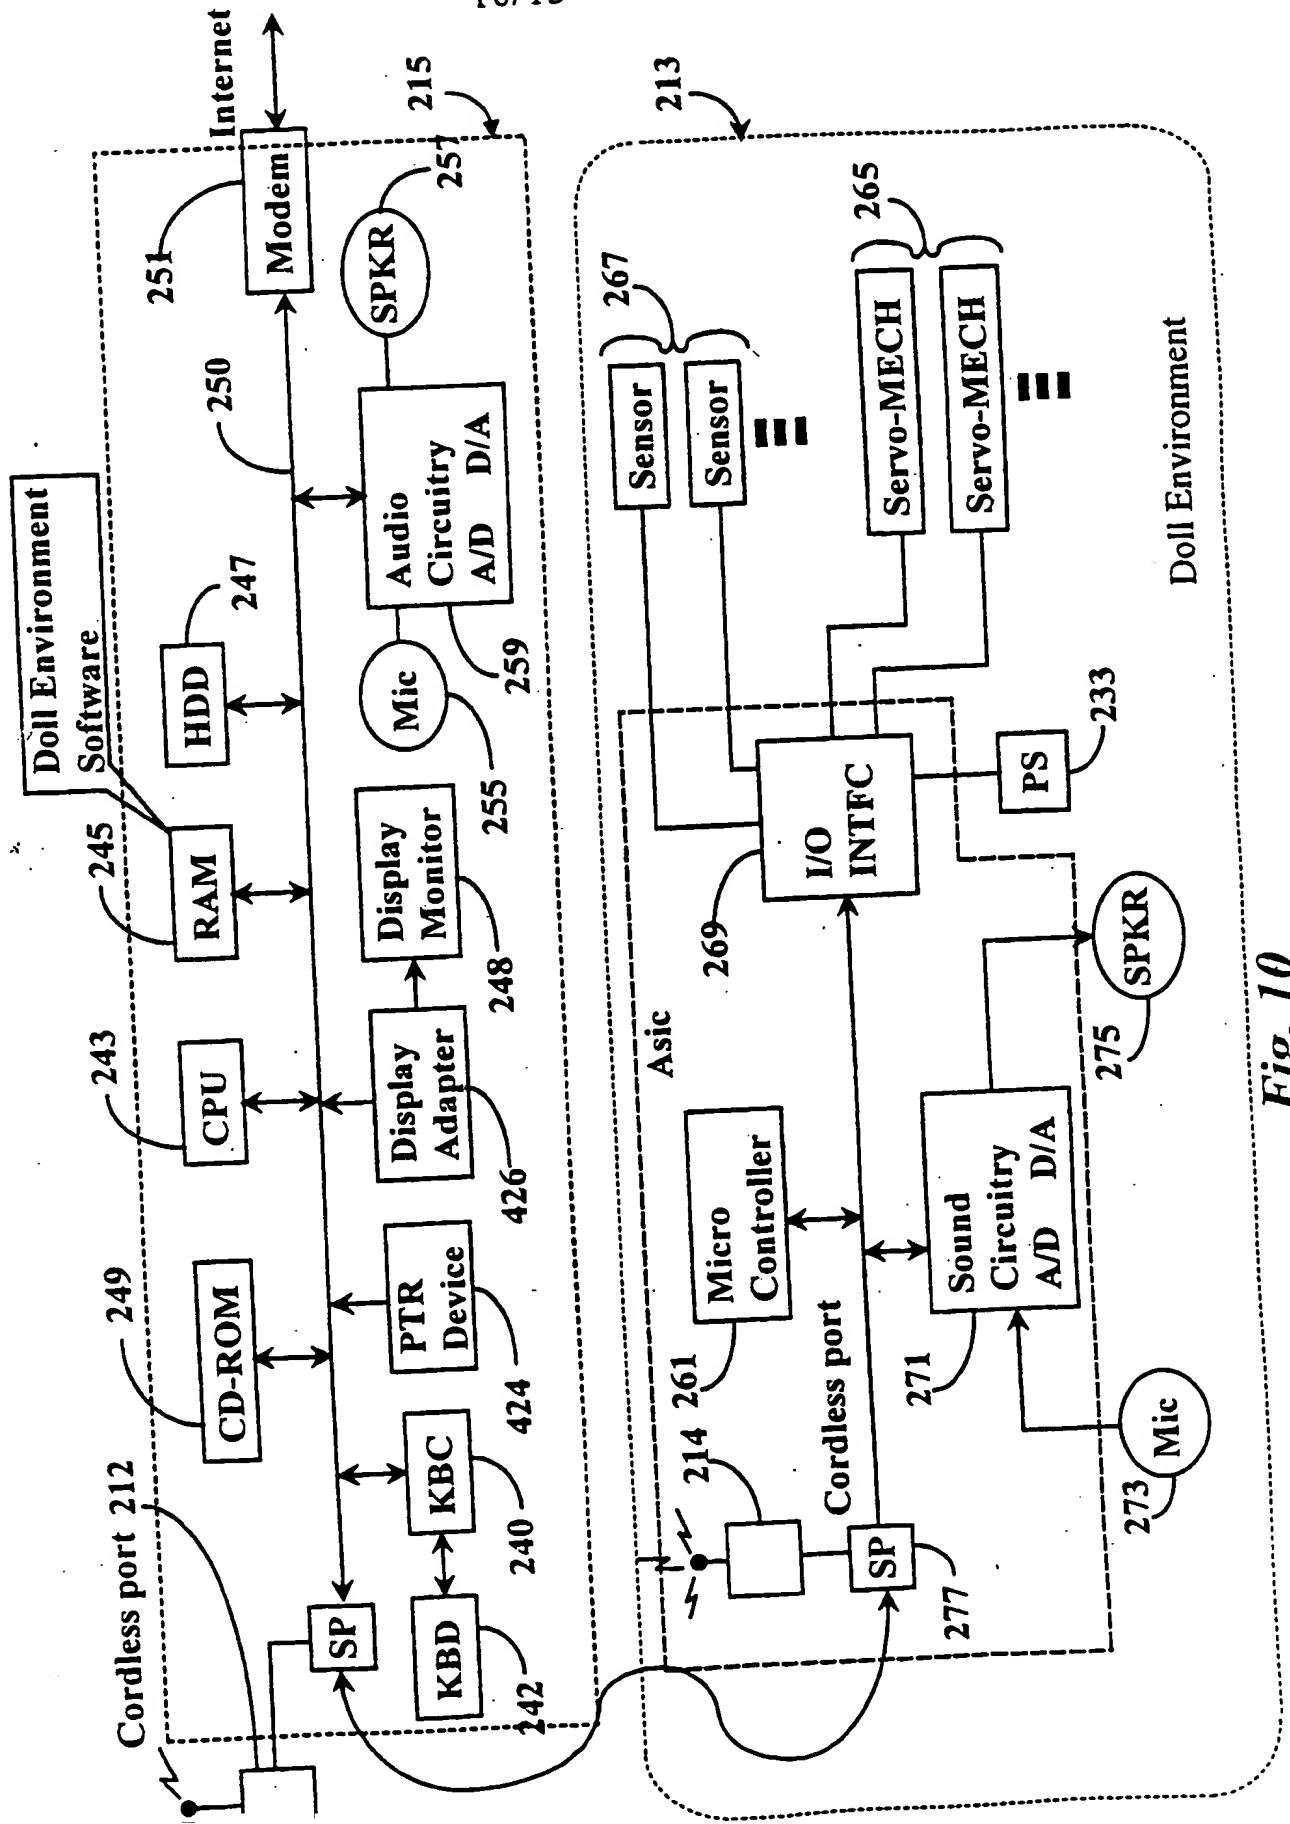 Cordless port 212
249
243
245
Doll Environment
Software
247
250
251
Internet
CD-ROM
CPU
RAM
HDD
Modem
215
SP
KBD
242
KBC
240
PTR
Device
424
Display
Adapter
426
Display
Monitor
248
Mic
255
Audio
Circuitry
A/D D/A
259
SPKR
257
213
214
Cordless port
SP
277
261
Micro
Controller
Asic
269
I/O
INTFC
Sensor
Sensor
267
Servo-MECH
Servo-MECH
265
PS
233
271
Sound
Circuitry
A/D D/A
Mic
273
SPKR
275
Doll Environment
Fig. 10